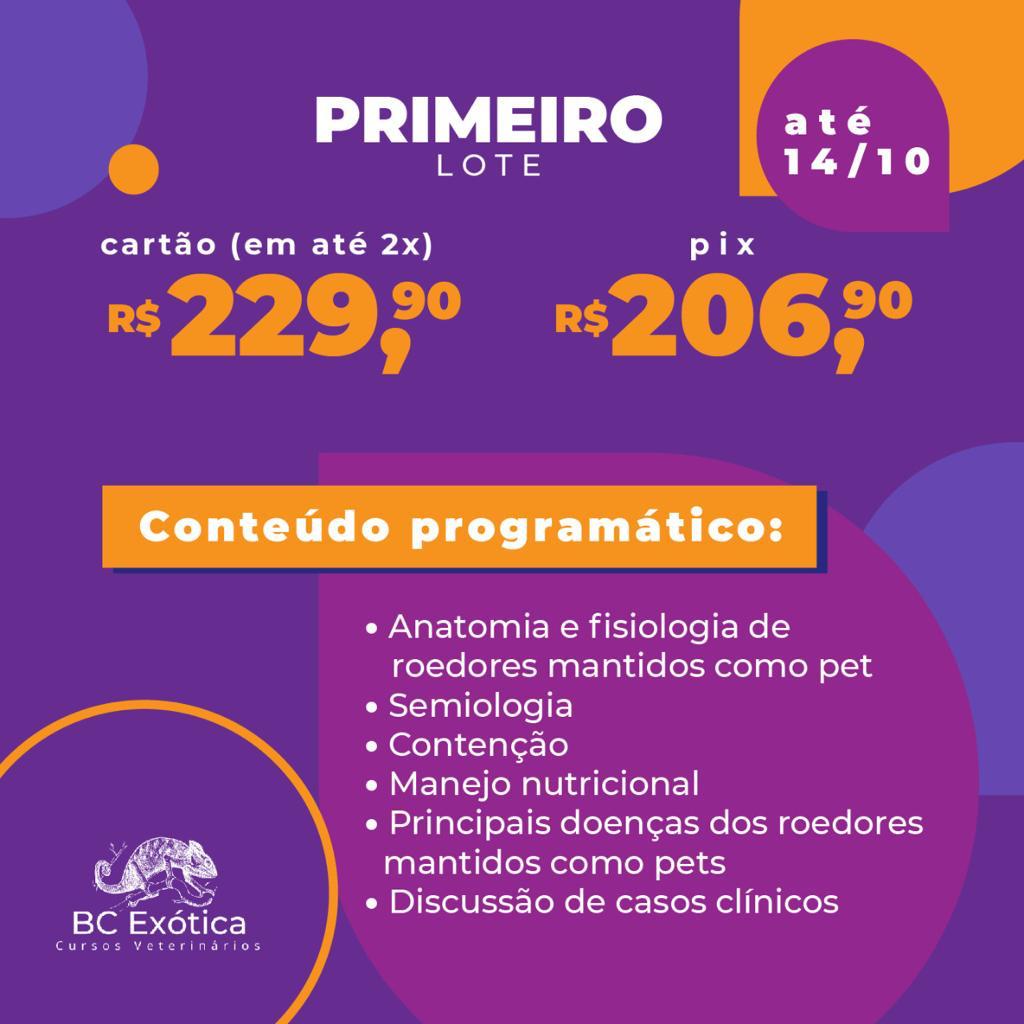 PRIMEIRO
LOTE
até
14/10
cartão (em até 2x)
R$ 229,90
pix
R$ 206,90
Conteúdo programático:
• Anatomia e fisiologia de
roedores mantidos como pet
• Semiologia
• Contenção
• Manejo nutricional
• Principais doenças dos roedores
mantidos como pets
• Discussão de casos clínicos
BC Exótica
Cursos Veterinários